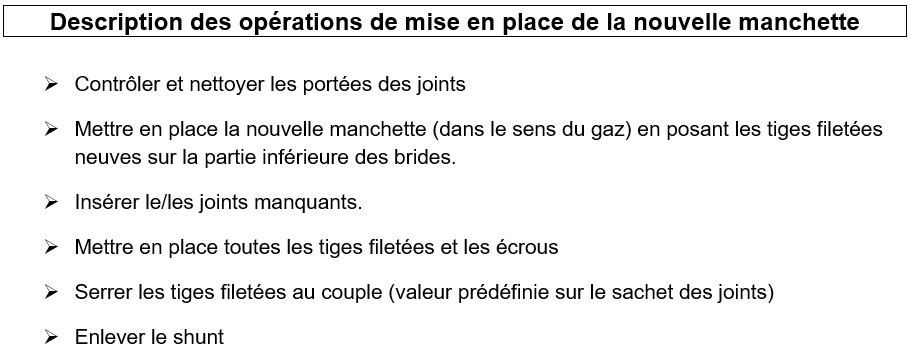 Description des opérations de mise en place de la nouvelle manchette
➢ Contrôler et nettoyer les portées des joints
➢ Mettre en place la nouvelle manchette (dans le sens du gaz) en posant les tiges filetées
neuves sur la partie inférieure des brides.
➢ Insérer le/les joints manquants.
➢ Mettre en place toutes les tiges filetées et les écrous
➢ Serrer les tiges filetées au couple (valeur prédéfinie sur le sachet des joints)
➢ Enlever le shunt